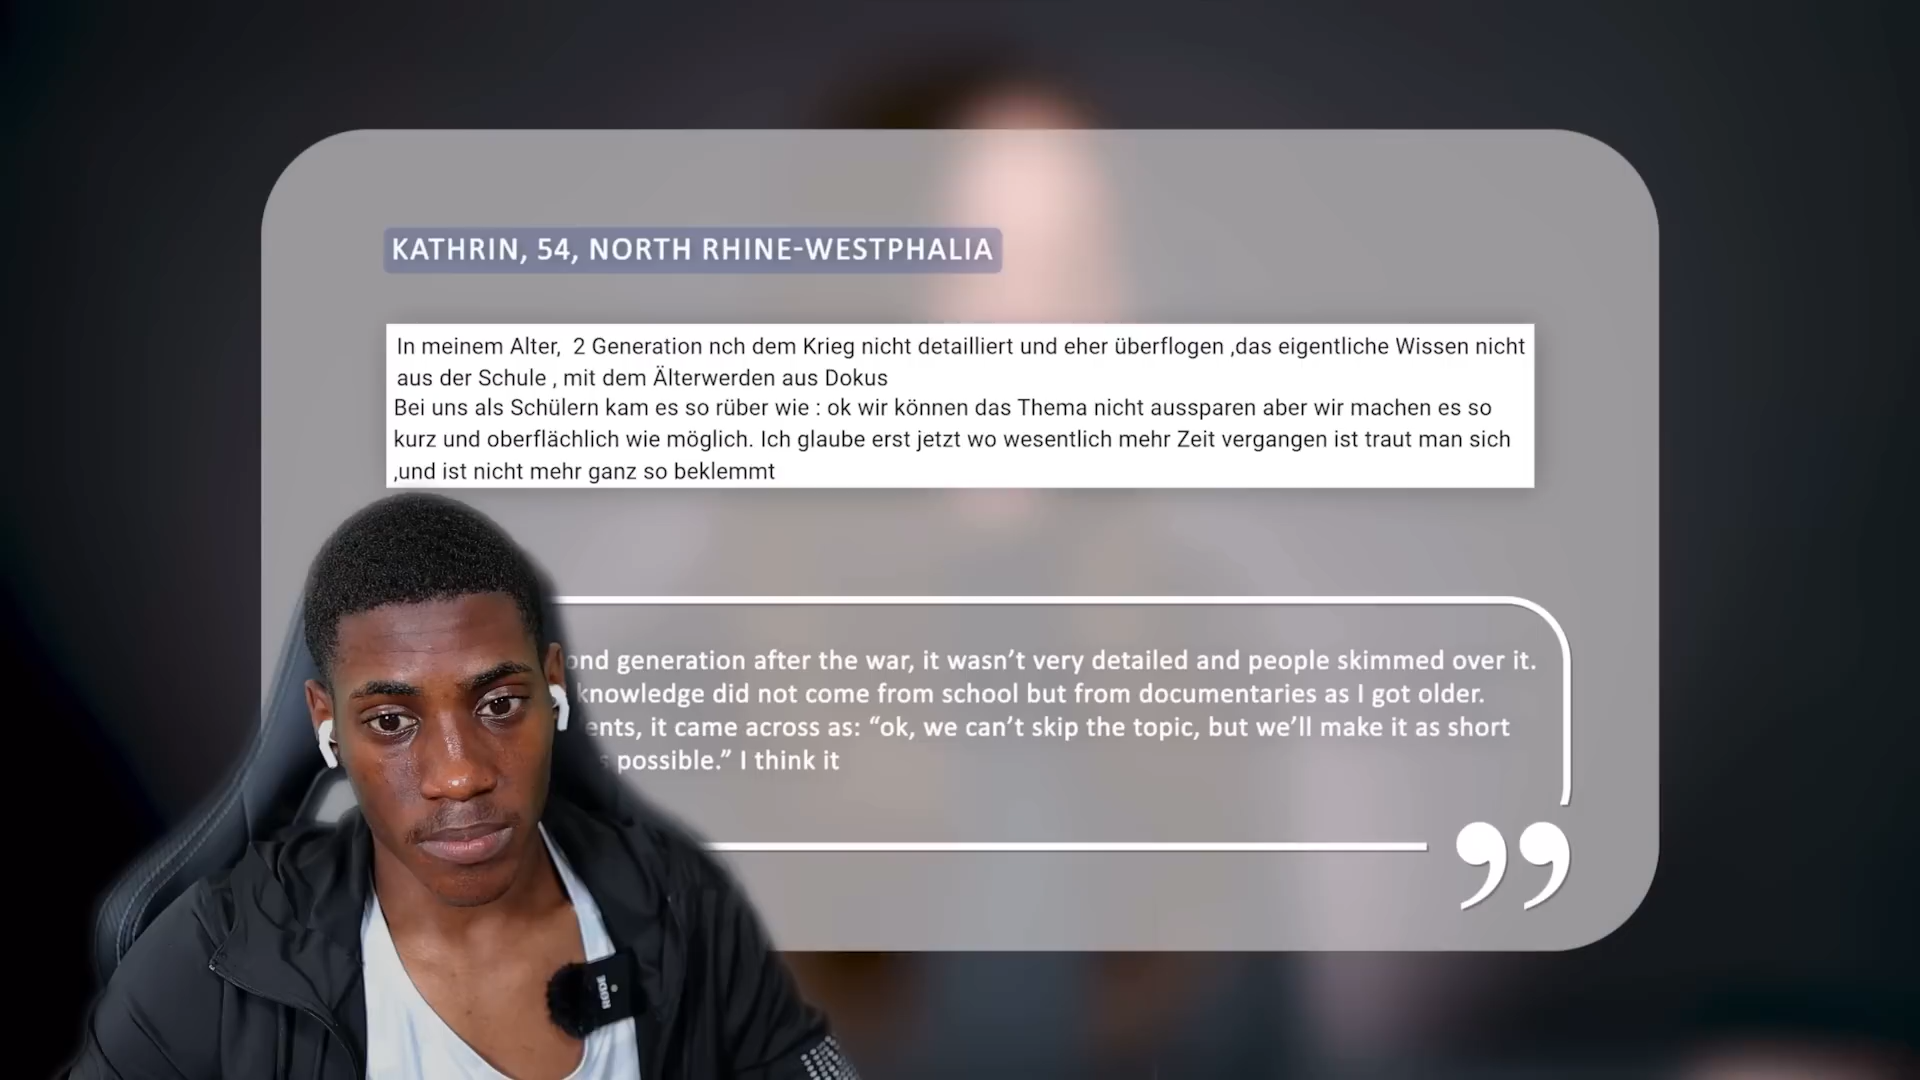 KATHRIN, 54, NORTH RHINE-WESTPHALIA
In meinem Alter, 2 Generation nch dem Krieg nicht detailliert und eher überflogen ,das eigentliche Wissen nicht
aus der Schule , mit dem Älterwerden aus Dokus
Bei uns als Schülern kam es so rüber wie : ok wir können das Thema nicht aussparen aber wir machen es so
kurz und oberflächlich wie möglich. Ich glaube erst jetzt wo wesentlich mehr Zeit vergangen ist traut man sich
,und ist nicht mehr ganz so beklemmt
generation after the war, it wasn’t very detailed and people skimmed over it.
knowledge did not come from school but from documentaries as I got older.
it came across as: “ok, we can’t skip the topic, but we’ll make it as short
possible.” I think it
”
RØDE